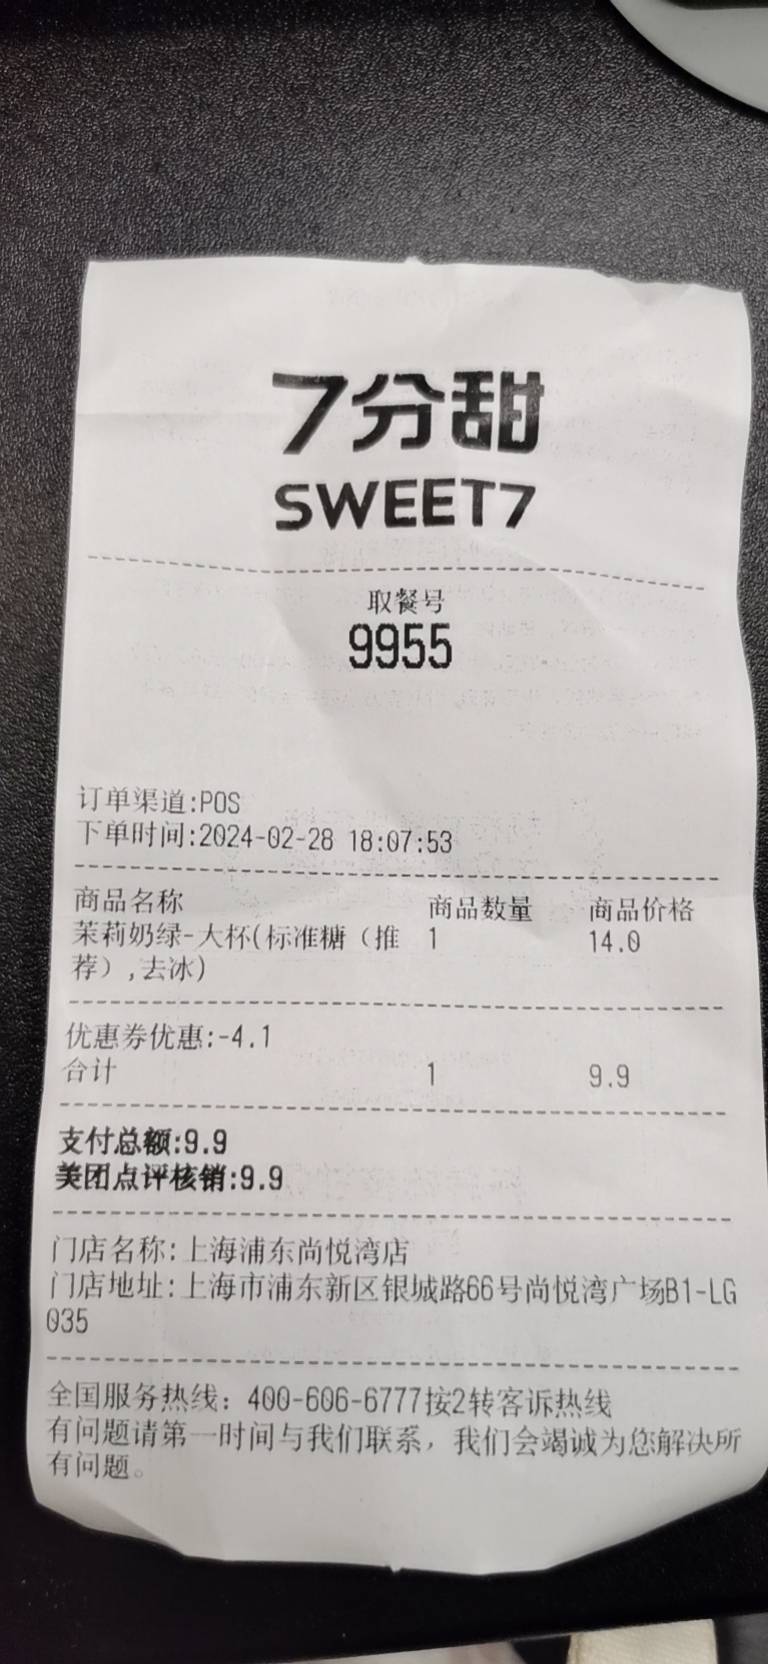 7分甜
SWEET7
取餐号
9955
订单渠道:POS
下单时间:2024-02-28 18:07:53
商品名称 商品数量 商品价格
茉莉奶绿-大杯(标准糖（推 1 14.0
荐）,去冰)
优惠券优惠:-4.1
合计 1 9.9
支付总额:9.9
美团点评核销:9.9
门店名称:上海浦东尚悦湾店
门店地址:上海市浦东新区银城路66号尚悦湾广场B1-LG
035
全国服务热线：400-606-6777按2转客诉热线
有问题请第一时间与我们联系，我们会竭诚为您解决所
有问题。